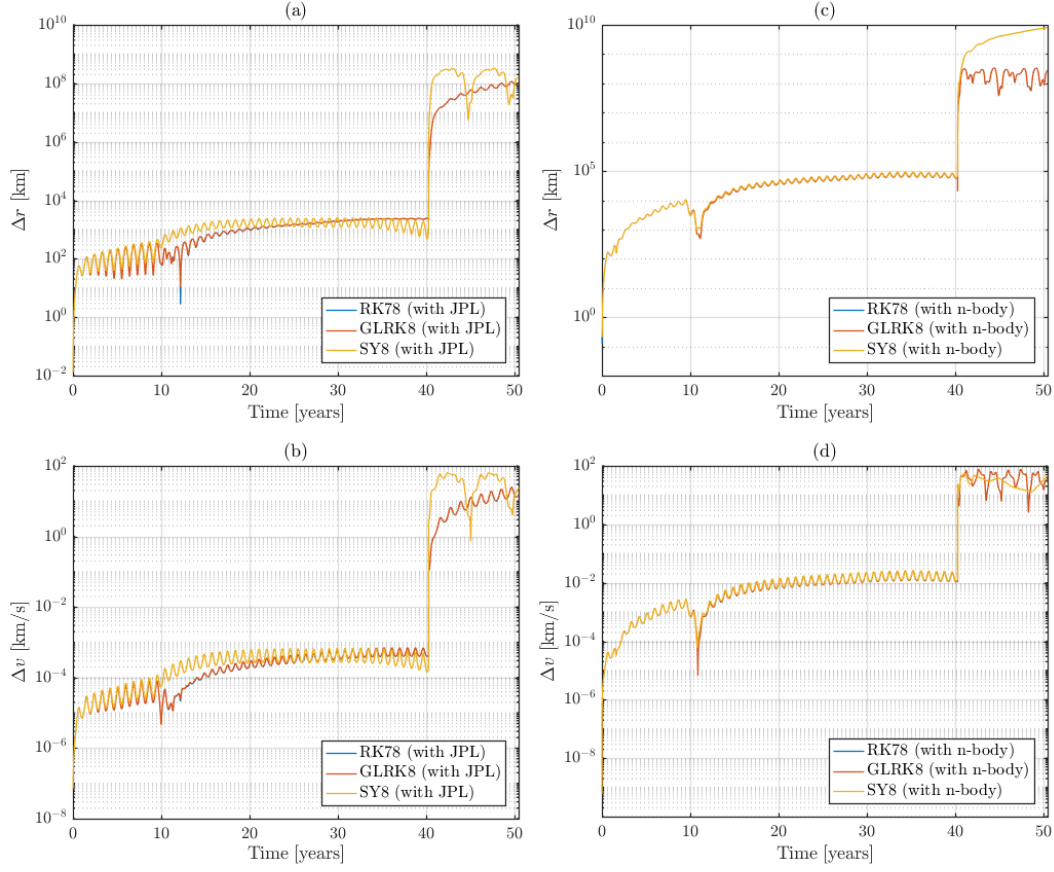 (a)
10^10
10^8
10^6
10^4
10^2
10^0
10^-2
Δr [km]
0 10 20 30 40 50
Time [years]
RK78 (with JPL)
GLRK8 (with JPL)
SY8 (with JPL)
(c)
10^10
10^5
10^0
Δr [km]
0 10 20 30 40 50
Time [years]
RK78 (with n-body)
GLRK8 (with n-body)
SY8 (with n-body)
(b)
10^2
10^0
10^-2
10^-4
10^-6
10^-8
Δv [km/s]
0 10 20 30 40 50
Time [years]
RK78 (with JPL)
GLRK8 (with JPL)
SY8 (with JPL)
(d)
10^2
10^0
10^-2
10^-4
10^-6
10^-8
Δv [km/s]
0 10 20 30 40 50
Time [years]
RK78 (with n-body)
GLRK8 (with n-body)
SY8 (with n-body)